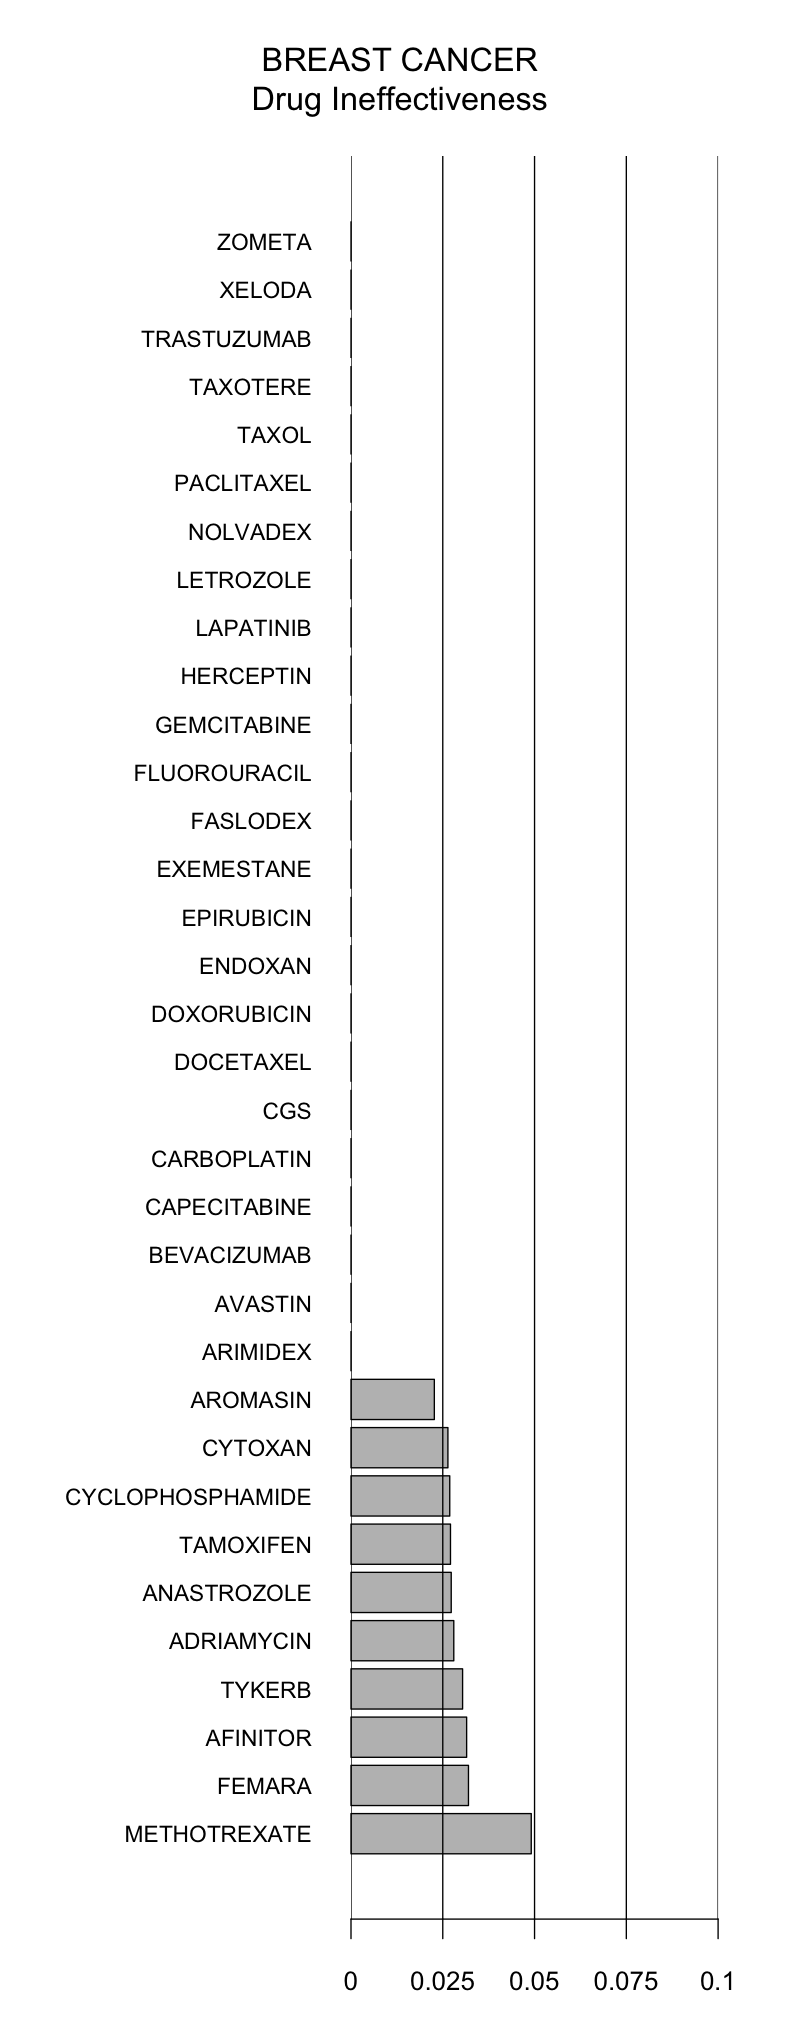 BREAST CANCER
Drug Ineffectiveness
ZOMETA
XELODA
TRASTUZUMAB
TAXOTERE
TAXOL
PACLITAXEL
NOLVADEX
LETROZOLE
LAPATINIB
HERCEPTIN
GEMCITABINE
FLUOROURACIL
FASLODEX
EXEMESTANE
EPIRUBICIN
ENDOXAN
DOXORUBICIN
DOCETAXEL
CGS
CARBOPLATIN
CAPECITABINE
BEVACIZUMAB
AVASTIN
ARIMIDEX
AROMASIN
CYTOXAN
CYCLOPHOSPHAMIDE
TAMOXIFEN
ANASTROZOLE
ADRIAMYCIN
TYKERB
AFINITOR
FEMARA
METHOTREXATE
0 0.025 0.05 0.075 0.1